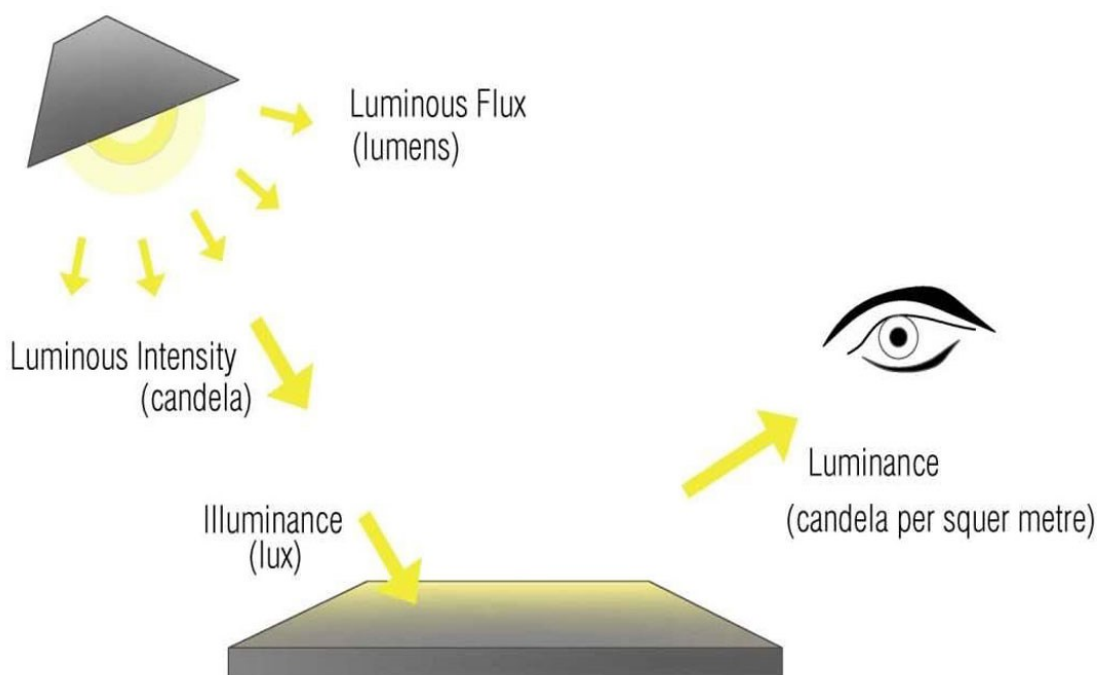 Luminous Flux
(lumens)
Luminous Intensity
(candela)
Illuminance
(lux)
Luminance
(candela per squer metre)